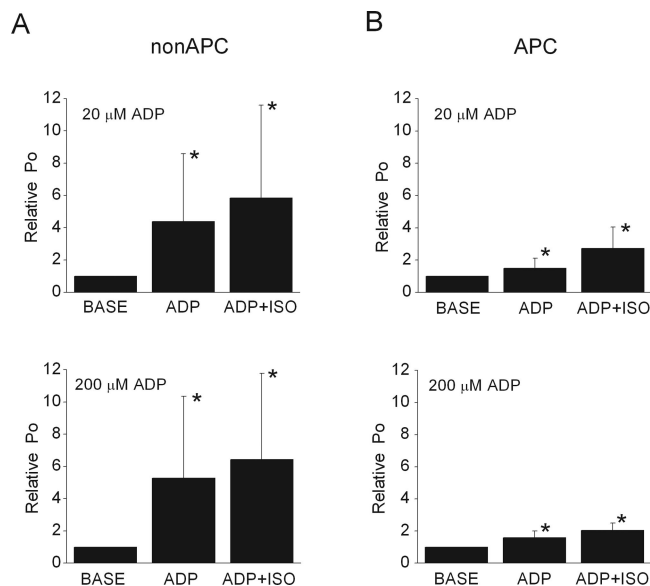 A
nonAPC
12
10
8
6
4
2
0
Relative Po
20 μM ADP
*
*
BASE ADP ADP+ISO
12
10
8
6
4
2
0
Relative Po
200 μM ADP
*
*
BASE ADP ADP+ISO
B
APC
12
10
8
6
4
2
0
Relative Po
20 μM ADP
*
*
BASE ADP ADP+ISO
12
10
8
6
4
2
0
Relative Po
200 μM ADP
*
*
BASE ADP ADP+ISO